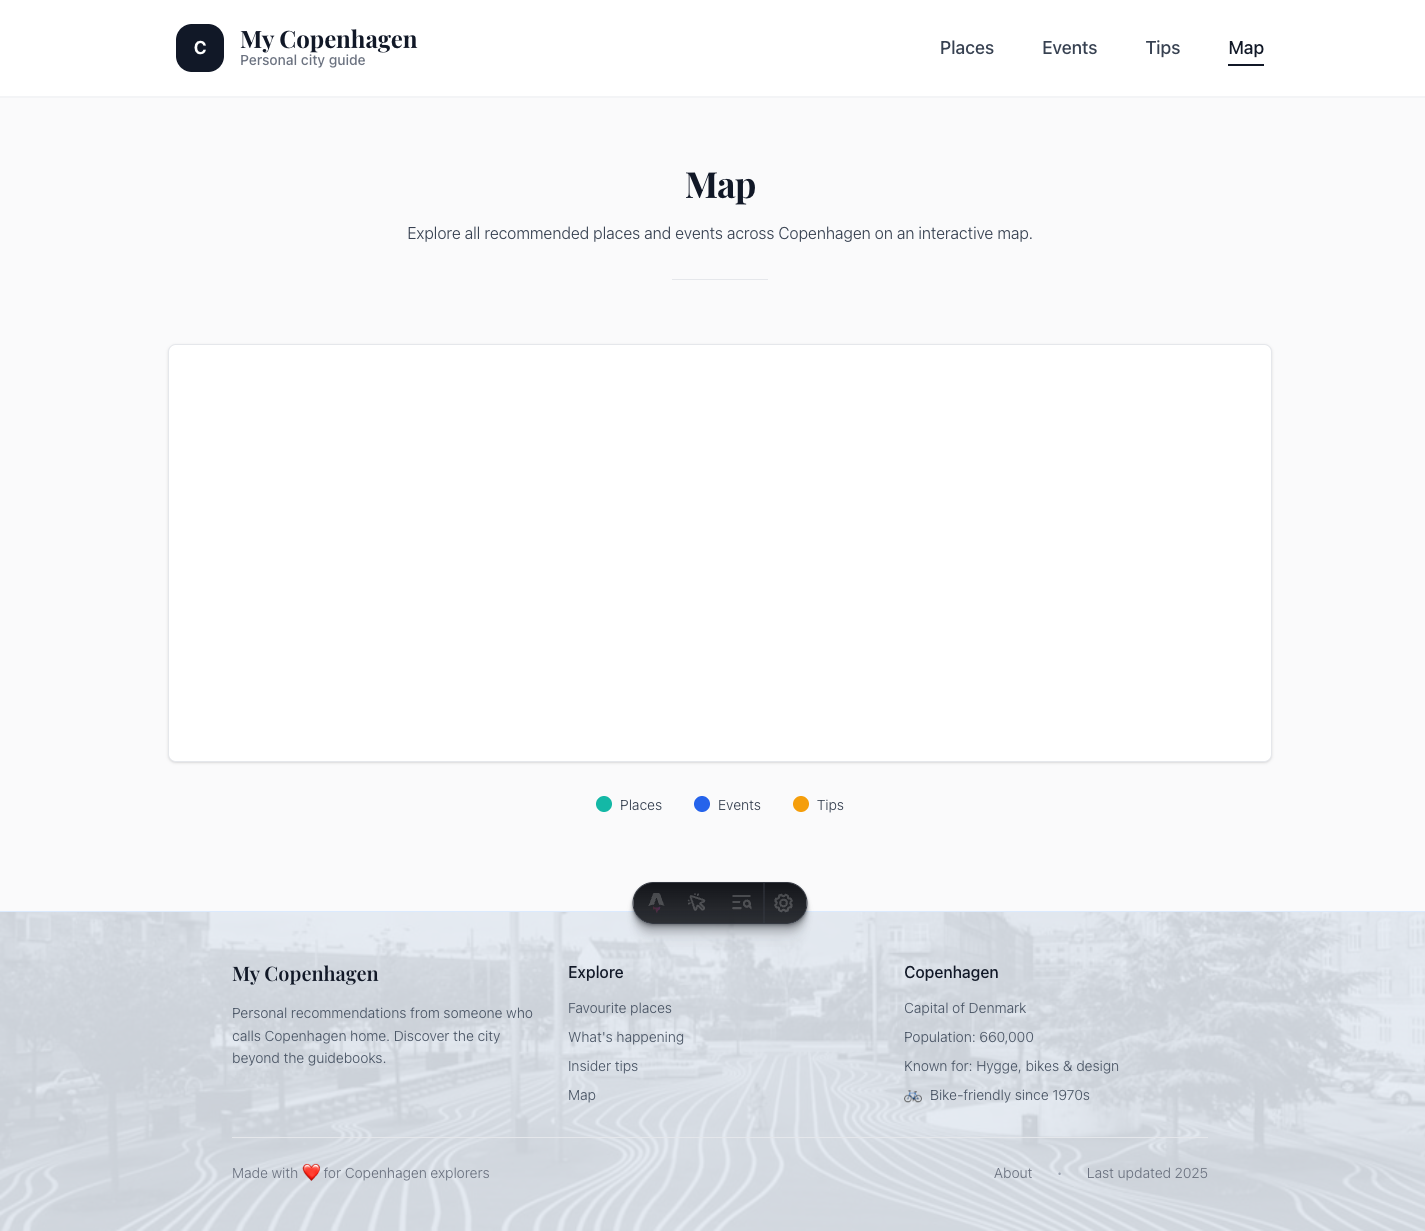 C
My Copenhagen
Personal city guide
Places
Events
Tips
Map
Map
Explore all recommended places and events across Copenhagen on an interactive map.
Places
Events
Tips
My Copenhagen
Personal recommendations from someone who
calls Copenhagen home. Discover the city
beyond the guidebooks.
Explore
Favourite places
What's happening
Insider tips
Map
Copenhagen
Capital of Denmark
Population: 660,000
Known for: Hygge, bikes & design
🚲 Bike-friendly since 1970s
Made with ❤️ for Copenhagen explorers
About · Last updated 2025